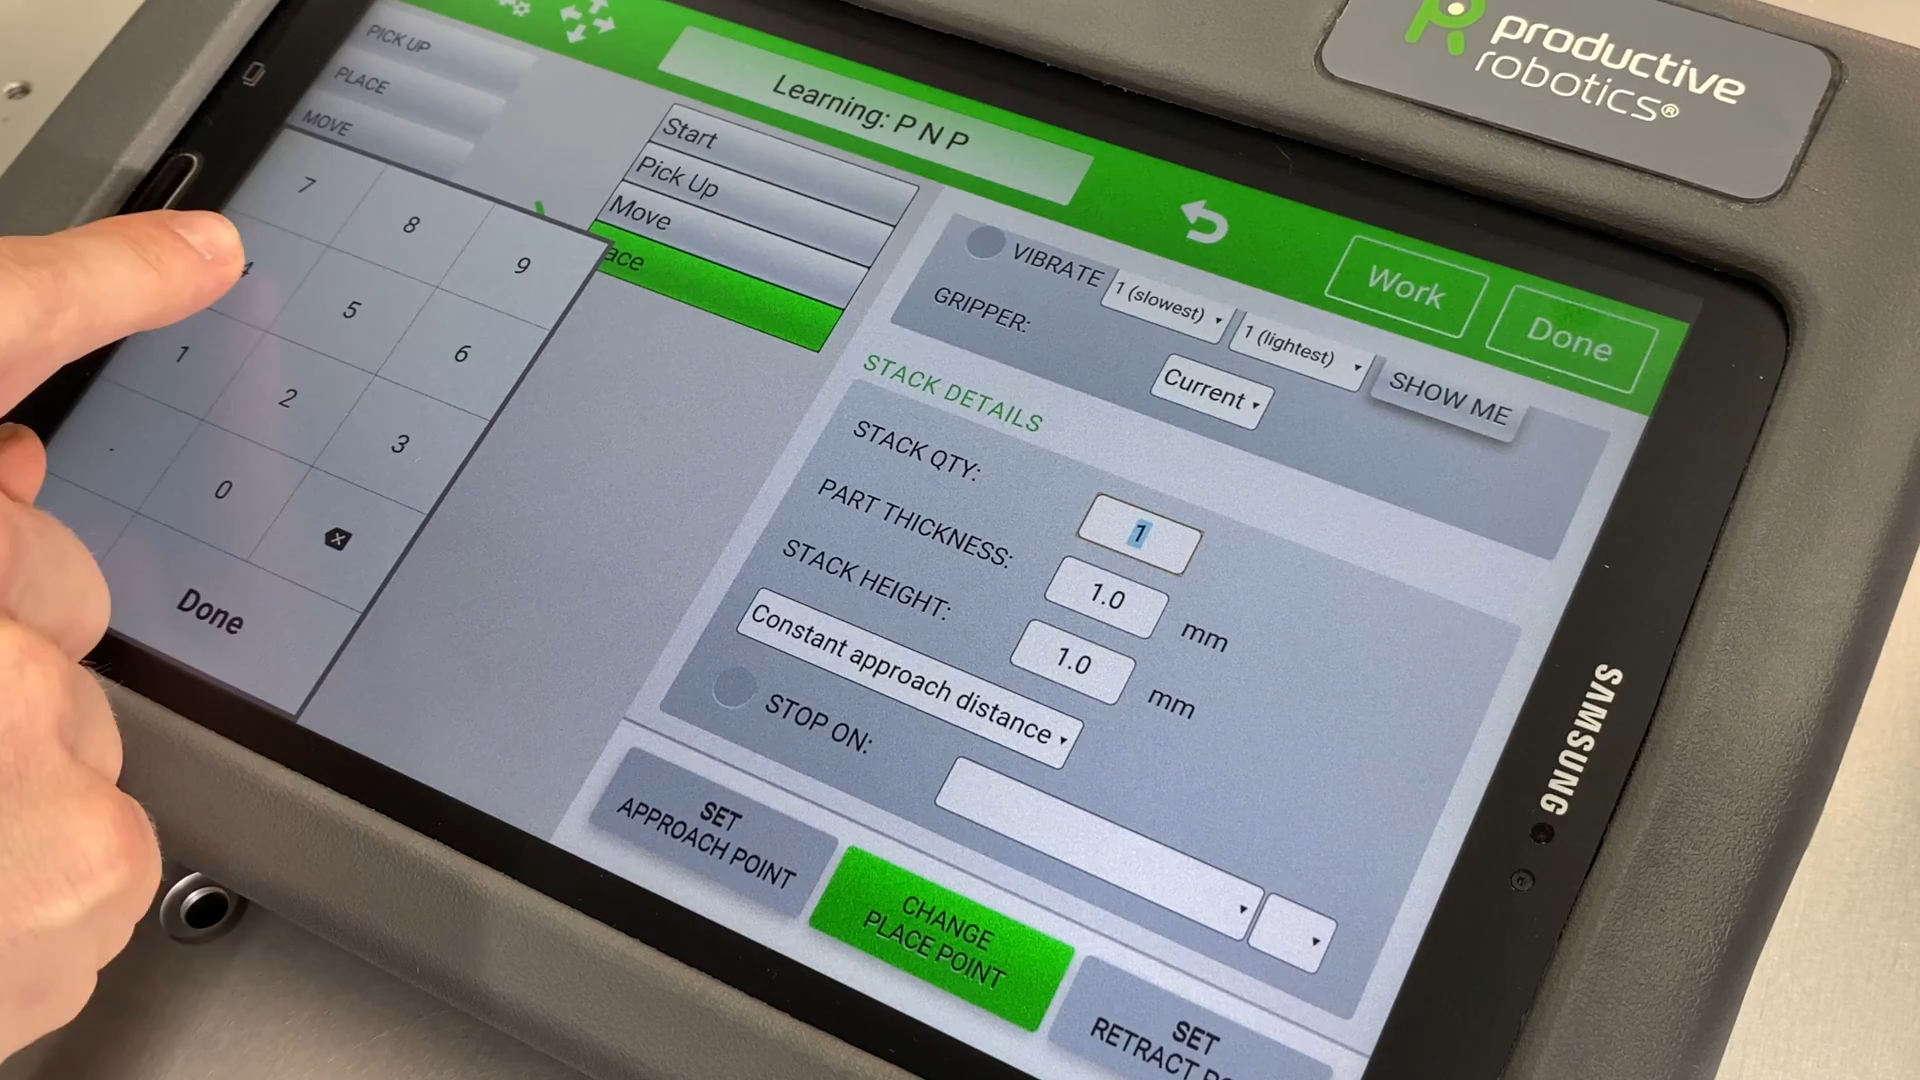 productive
robotics®
PICK UP
PLACE
MOVE
Learning: P N P
Work
Done
Start
Pick Up
Move
ace
7
8
9
4
5
6
1
2
3
.
0
Done
VIBRATE
1 (slowest)
1 (lightest)
SHOW ME
GRIPPER:
Current
STACK DETAILS
STACK QTY:
1
PART THICKNESS:
1.0 mm
STACK HEIGHT:
1.0 mm
Constant approach distance
STOP ON:
SET
APPROACH POINT
CHANGE
PLACE POINT
SET
RETRACT
SAMSUNG